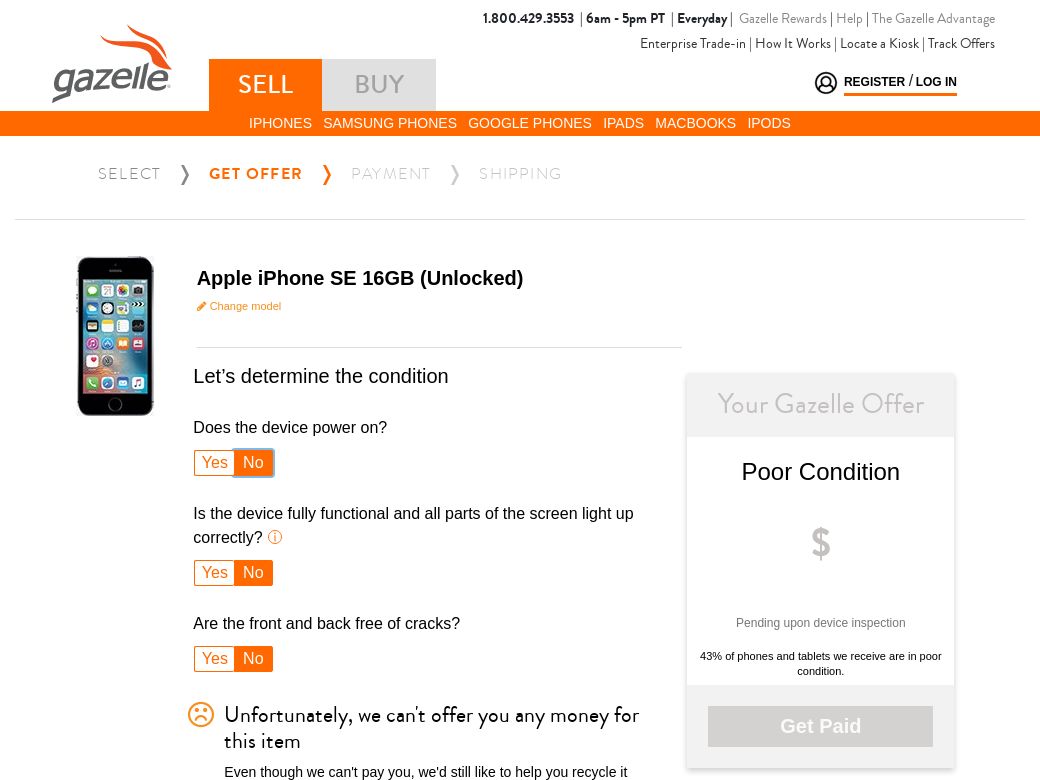 1.800.429.3553 | 6am - 5pm PT | Everyday | Gazelle Rewards | Help | The Gazelle Advantage
Enterprise Trade-in | How It Works | Locate a Kiosk | Track Offers
gazelle
SELL
BUY
REGISTER / LOG IN
IPHONES SAMSUNG PHONES GOOGLE PHONES IPADS MACBOOKS IPODS
SELECT ❭ GET OFFER ❭ PAYMENT ❭ SHIPPING
Apple iPhone SE 16GB (Unlocked)
Change model
Let's determine the condition
Does the device power on?
Yes No
Is the device fully functional and all parts of the screen light up
correctly?
Yes No
Are the front and back free of cracks?
Yes No
Unfortunately, we can't offer you any money for
this item
Even though we can't pay you, we'd still like to help you recycle it
Your Gazelle Offer
Poor Condition
$
Pending upon device inspection
43% of phones and tablets we receive are in poor
condition.
Get Paid